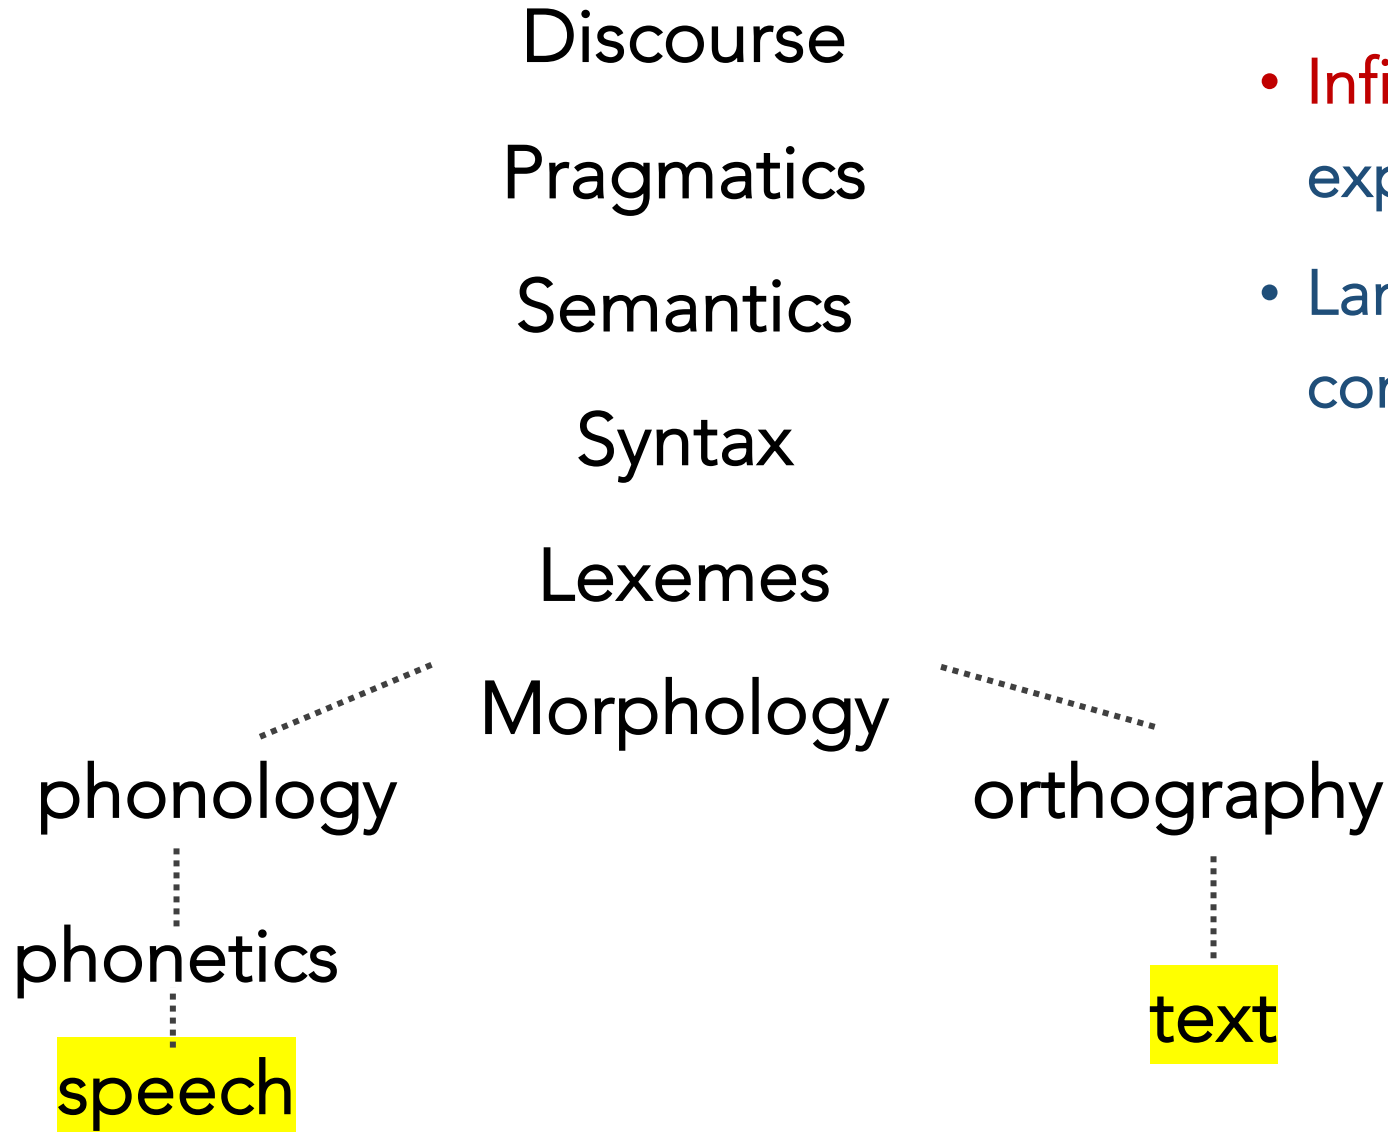 Discourse
Pragmatics
Semantics
Syntax
Lexemes
Morphology
phonology
orthography
phonetics
text
speech